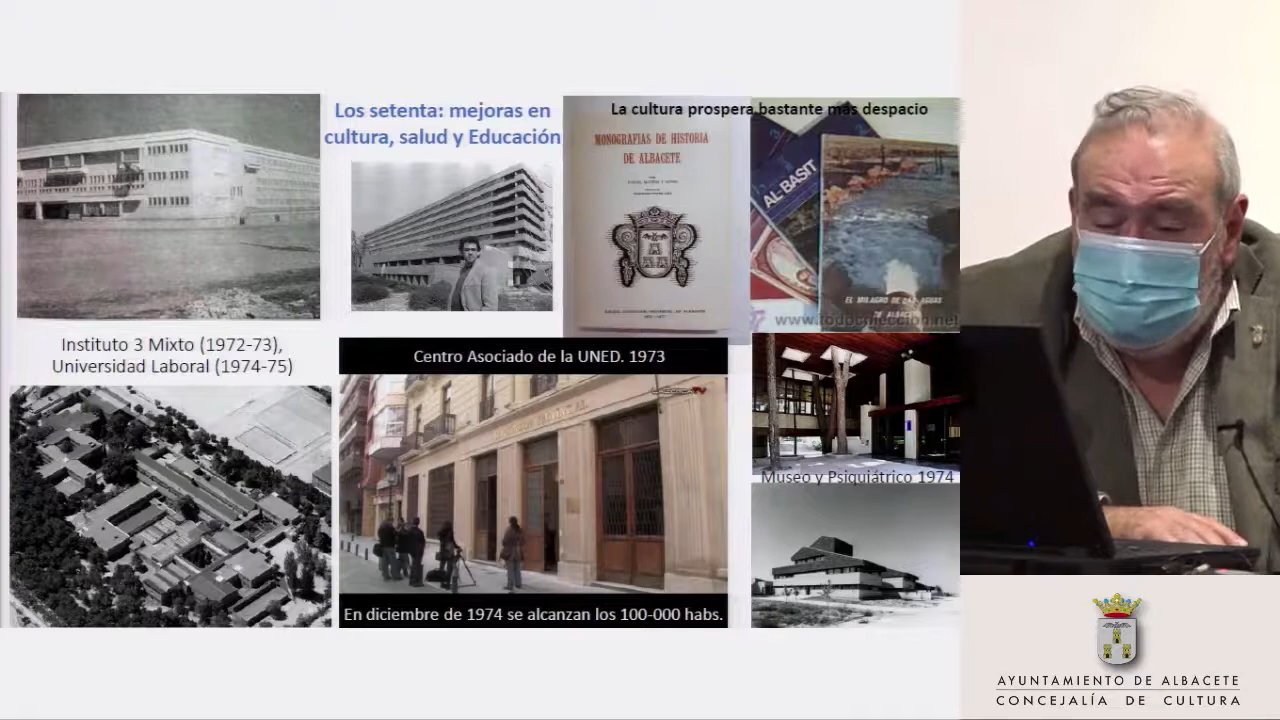 Los setenta: mejoras en
cultura, salud y Educación
La cultura prospera bastante más despacio
MONOGRAFIAS DE HISTORIA
DE ALBACETE
AL-BASIT
EL MILAGRO DE LAS AGUAS
DE ALBACETE
www.todocoleccion.net
Instituto 3 Mixto (1972-73),
Universidad Laboral (1974-75)
Centro Asociado de la UNED. 1973
Museo y Psiquiátrico 1974
En diciembre de 1974 se alcanzan los 100-000 habs.
AYUNTAMIENTO DE ALBACETE
CONCEJALÍA DE CULTURA